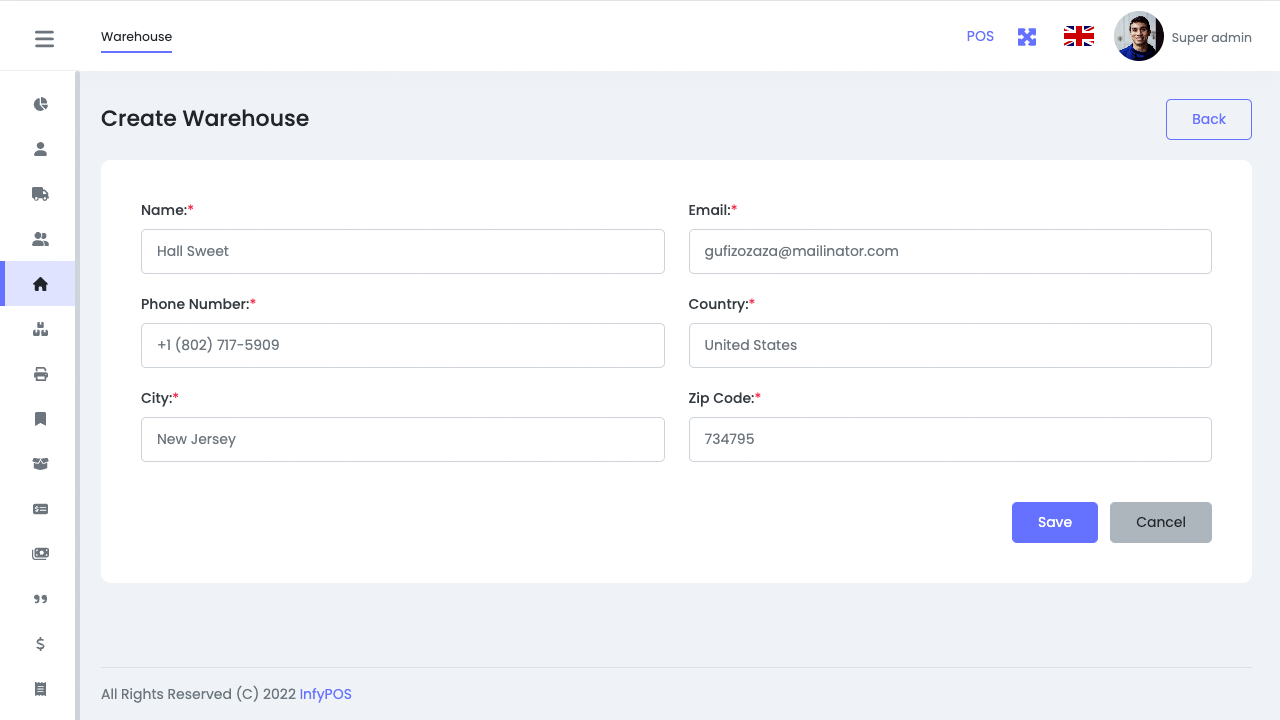 Warehouse
POS
Super admin
Create Warehouse
Back
Name:*
Email:*
Hall Sweet
gufizozaza@mailinator.com
Phone Number:*
Country:*
+1 (802) 717-5909
United States
City:*
Zip Code:*
New Jersey
734795
Save
Cancel
All Rights Reserved (C) 2022 InfyPOS